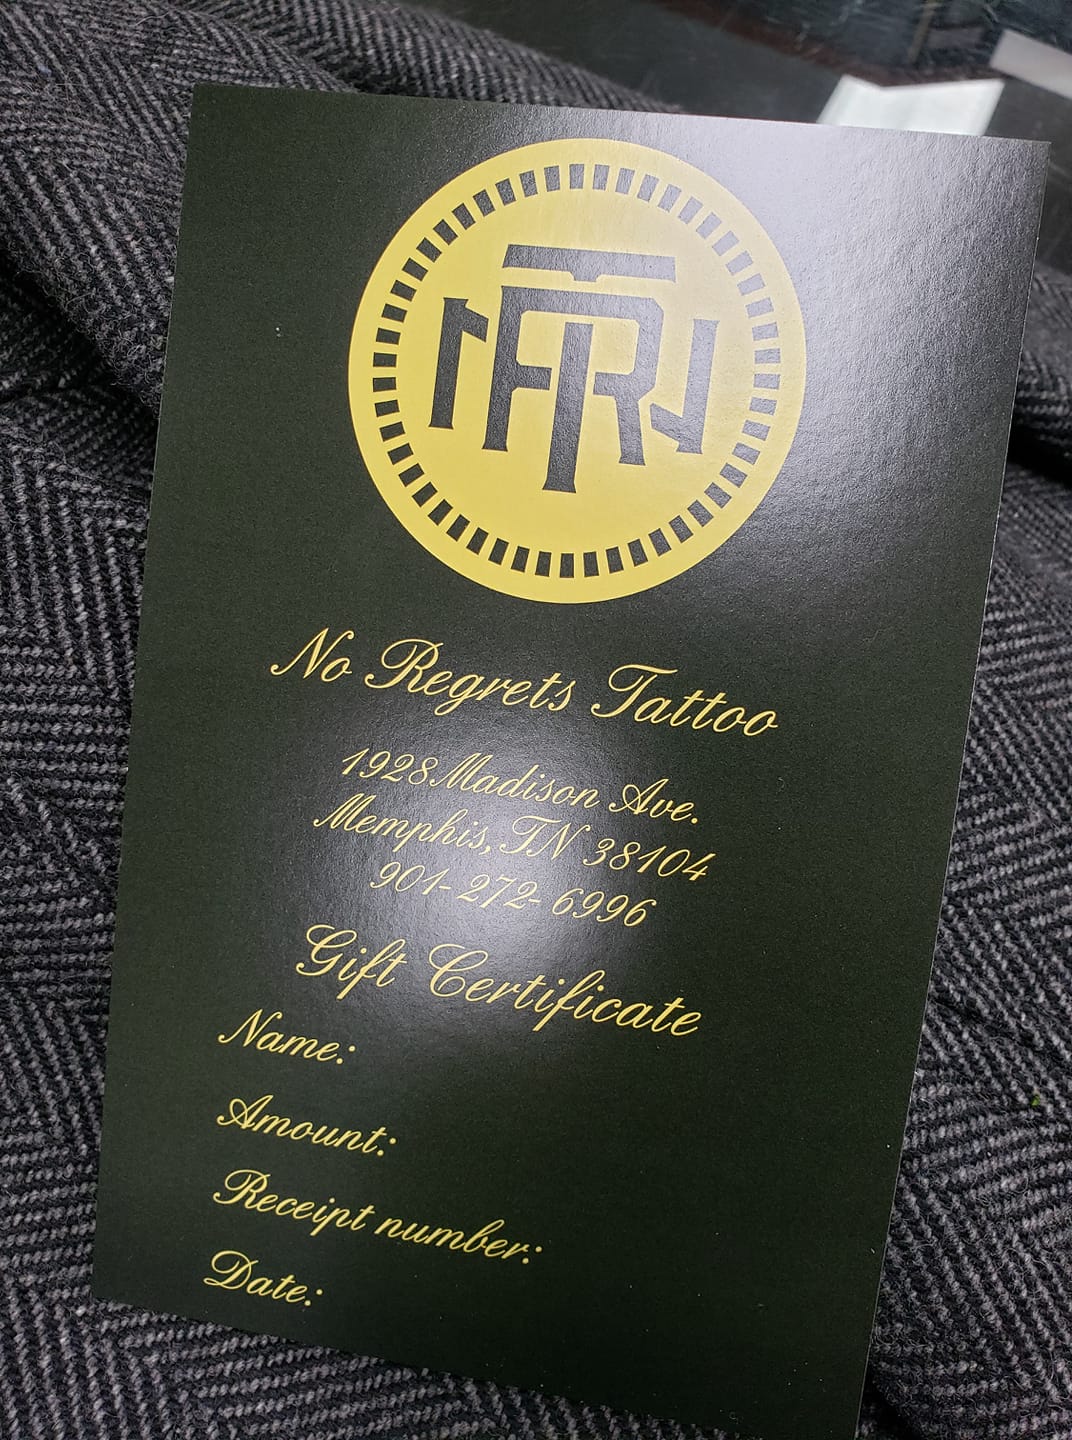 NRT
No Regrets Tattoo
1928 Madison Ave.
Memphis, TN 38104
901-272-6996
Gift Certificate
Name:
Amount:
Receipt number:
Date: